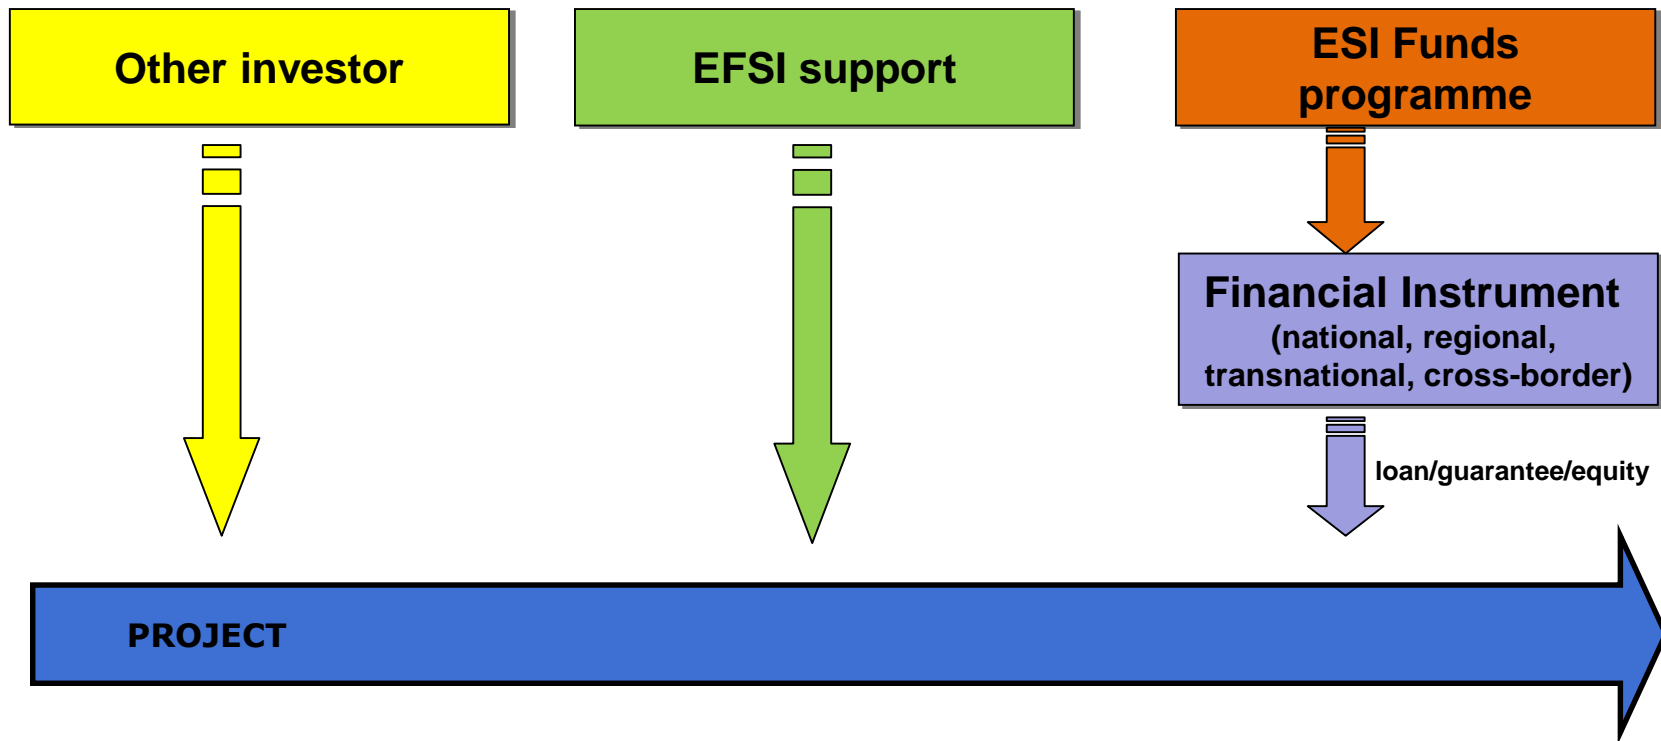 Other investor
EFSI support
ESI Funds
programme
Financial Instrument
(national, regional,
transnational, cross-border)
loan/guarantee/equity
PROJECT